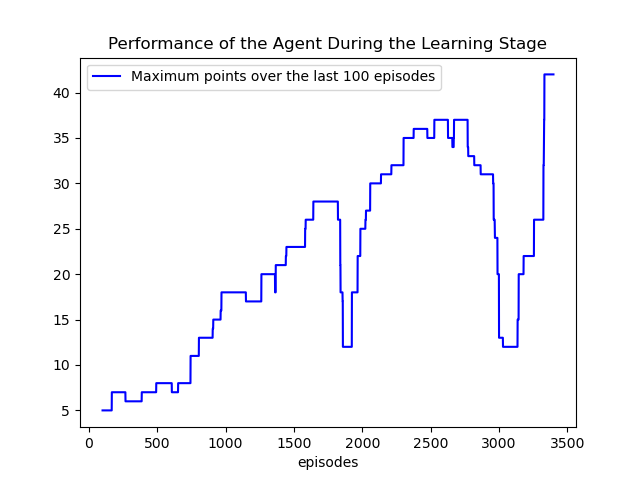 Performance of the Agent During the Learning Stage
Maximum points over the last 100 episodes
40
35
30
25
20
15
10
5
0 500 1000 1500 2000 2500 3000 3500
episodes